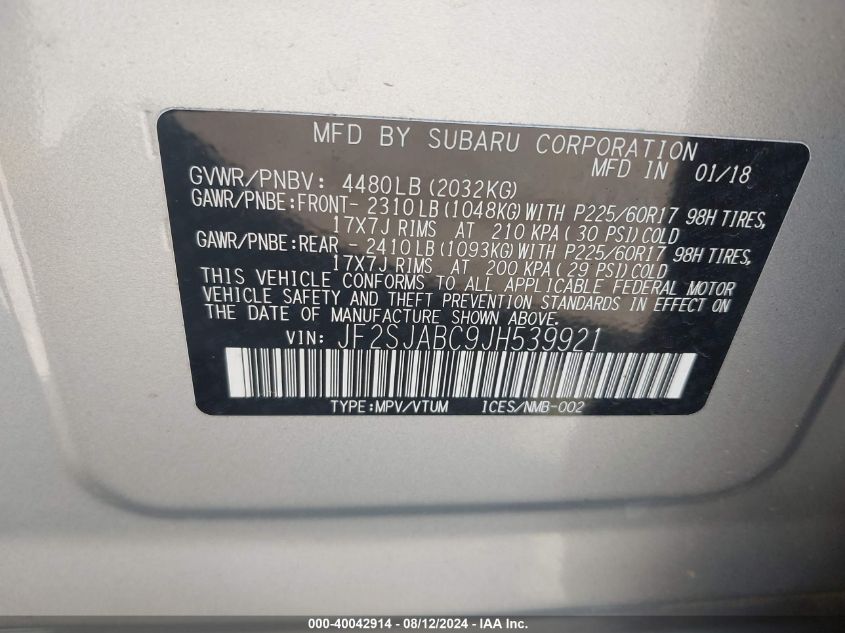 MFD BY SUBARU CORPORATION
MFD IN 01/18
GVWR/PNBV: 4480LB(2032KG)
GAWR/PNBE:FRONT- 2310LB(1048KG)WITH P225/60R17 98H TIRES,
17X7J RIMS AT 210 KPA(30 PSI)COLD
GAWR/PNBE:REAR - 2410LB(1093KG)WITH P225/60R17 98H TIRES,
17X7J RIMS AT 200 KPA(29 PSI)COLD
THIS VEHICLE CONFORMS TO ALL APPLICABLE FEDERAL MOTOR
VEHICLE SAFETY AND THEFT PREVENTION STANDARDS IN EFFECT ON
THE DATE OF MANUFACTURE SHOWN ABOVE.
VIN: JF2SJABC9JH539921
TYPE:MPV/VTUM ICES/NMB-002
000-40042914 - 08/12/2024 - IAA Inc.